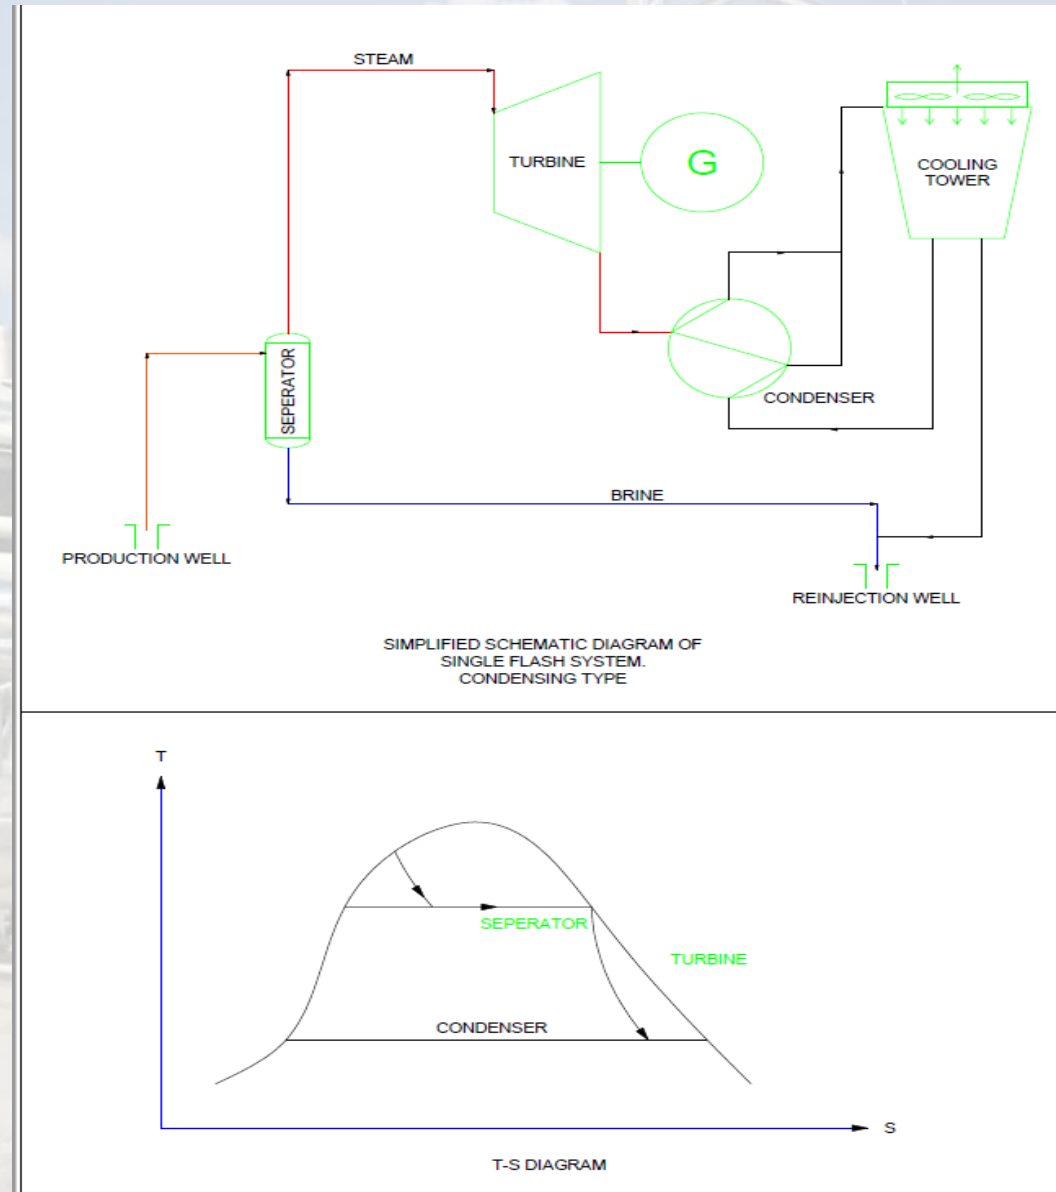 STEAM
TURBINE
G
COOLING
TOWER
SEPERATOR
CONDENSER
BRINE
PRODUCTION WELL
REINJECTION WELL
SIMPLIFIED SCHEMATIC DIAGRAM OF
SINGLE FLASH SYSTEM.
CONDENSING TYPE
T
SEPERATOR
TURBINE
CONDENSER
S
T-S DIAGRAM